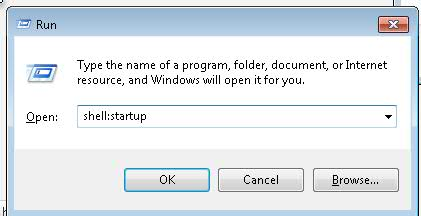 Run
Type the name of a program, folder, document, or Internet
resource, and Windows will open it for you.
Open: shell:startup
OK Cancel Browse...